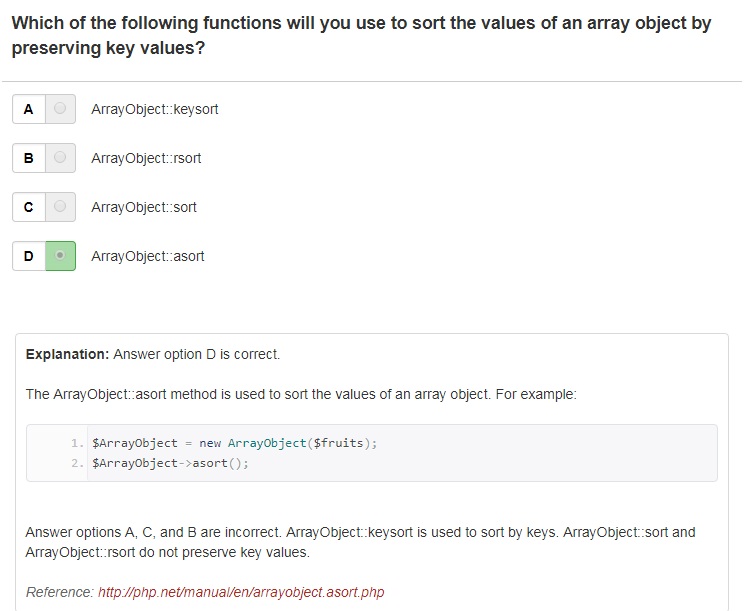 Which of the following functions will you use to sort the values of an array object by
preserving key values?
A ArrayObject::keysort
B ArrayObject::rsort
C ArrayObject::sort
D ArrayObject::asort
Explanation: Answer option D is correct.
The ArrayObject::asort method is used to sort the values of an array object. For example:
1. $ArrayObject = new ArrayObject($fruits);
2. $ArrayObject->asort();
Answer options A, C, and B are incorrect. ArrayObject::keysort is used to sort by keys. ArrayObject::sort and
ArrayObject::rsort do not preserve key values.
Reference: http://php.net/manual/en/arrayobject.asort.php